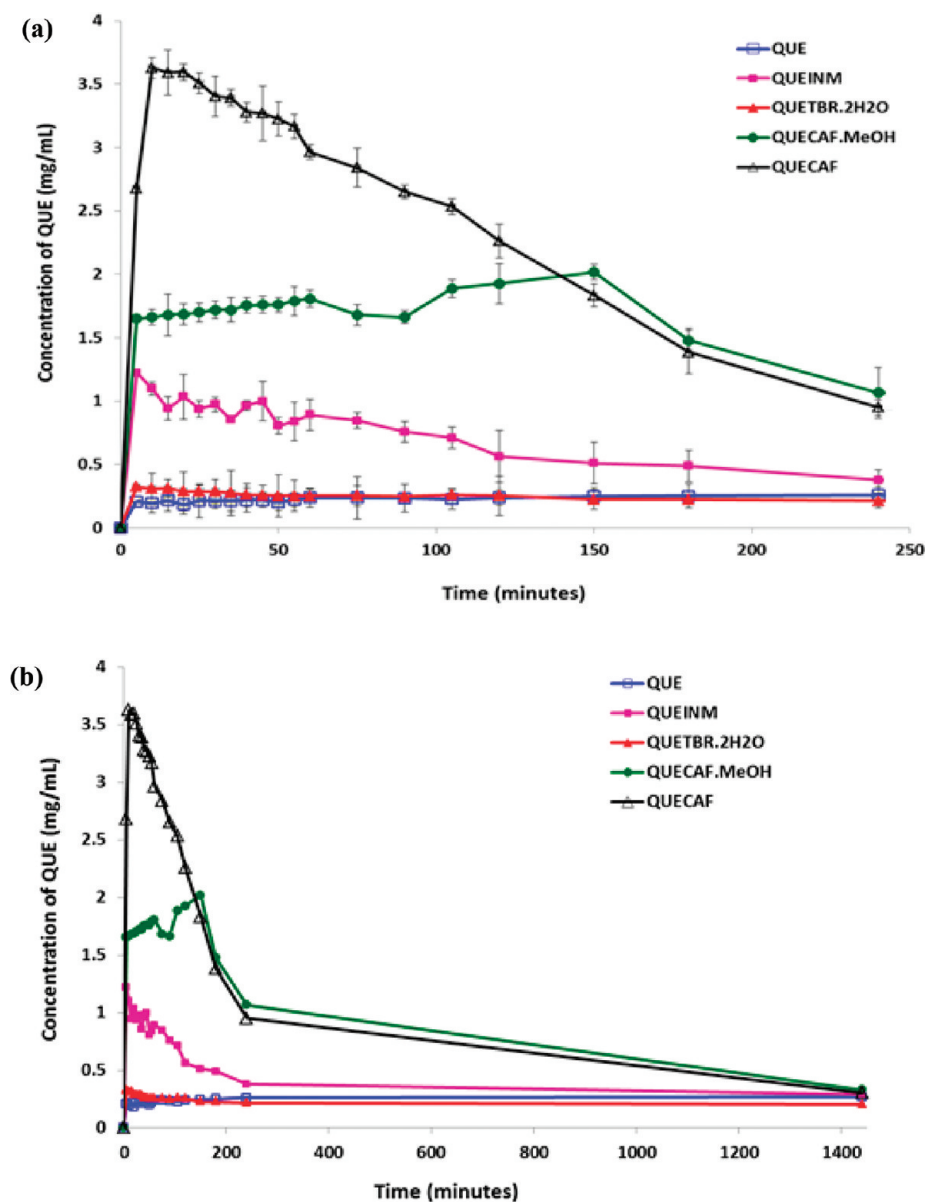 (a)
4
3.5
3
2.5
2
1.5
1
0.5
0
Concentration of QUE (mg/mL)
QUE
QUEINM
QUETBR.2H2O
QUECAF.MeOH
QUECAF
0 50 100 150 200 250
Time (minutes)
(b)
4
3.5
3
2.5
2
1.5
1
0.5
0
Concentration of QUE (mg/mL)
QUE
QUEINM
QUETBR.2H2O
QUECAF.MeOH
QUECAF
0 200 400 600 800 1000 1200 1400
Time (minutes)